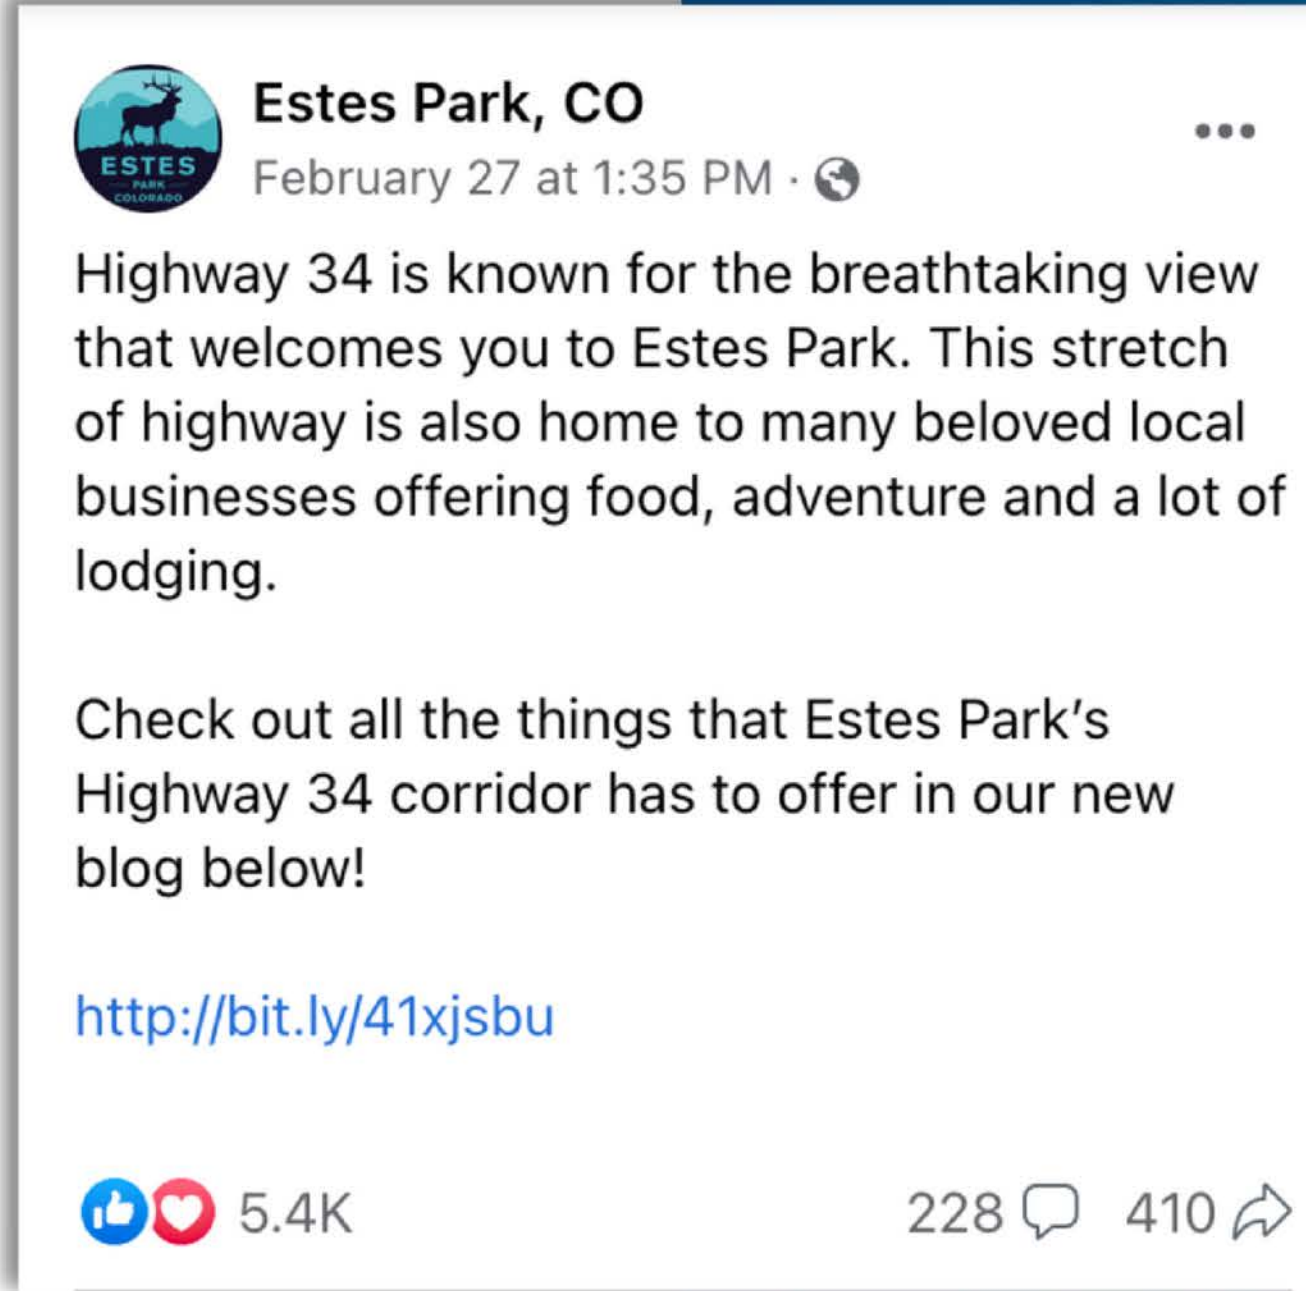 Estes Park, CO
ESTES
PARK
COLORADO
February 27 at 1:35 PM ·
Highway 34 is known for the breathtaking view
that welcomes you to Estes Park. This stretch
of highway is also home to many beloved local
businesses offering food, adventure and a lot of
lodging.
Check out all the things that Estes Park’s
Highway 34 corridor has to offer in our new
blog below!
http://bit.ly/41xjsbu
5.4K
228
410